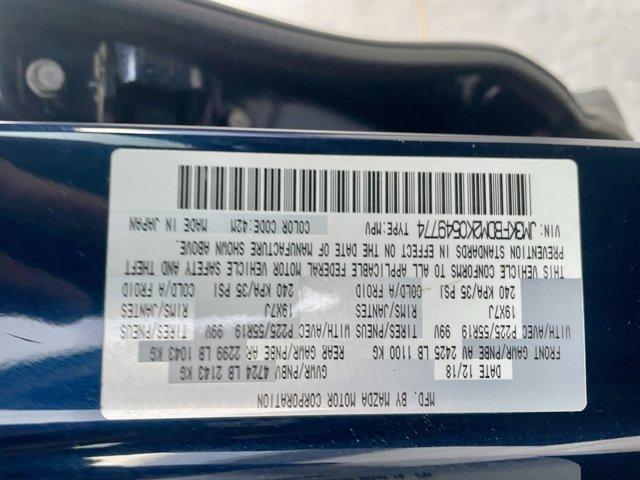 MFD. BY MAZDA MOTOR CORPORATION
DATE 12/18 GVWR/PNBV 4724 LB 2143 KG
FRONT GAWR/PNBE AV 2425 LB 1100 KG REAR GAWR/PNBE AR 2299 LB 1043 KG
WITH/AVEC P225/55R19 99V TIRES/PNEUS WITH/AVEC P225/55R19 99V TIRES/PNEUS
19X7J RIMS/JANTES 19X7J RIMS/JANTES
240 KPA/35 PSI COLD/A FROID 240 KPA/35 PSI COLD/A FROID
THIS VEHICLE CONFORMS TO ALL APPLICABLE FEDERAL MOTOR VEHICLE SAFETY AND THEFT
PREVENTION STANDARDS IN EFFECT ON THE DATE OF MANUFACTURE SHOWN ABOVE.
VIN: JM3KFBDM2K0549774 TYPE:MPV COLOR CODE:42M MADE IN JAPAN